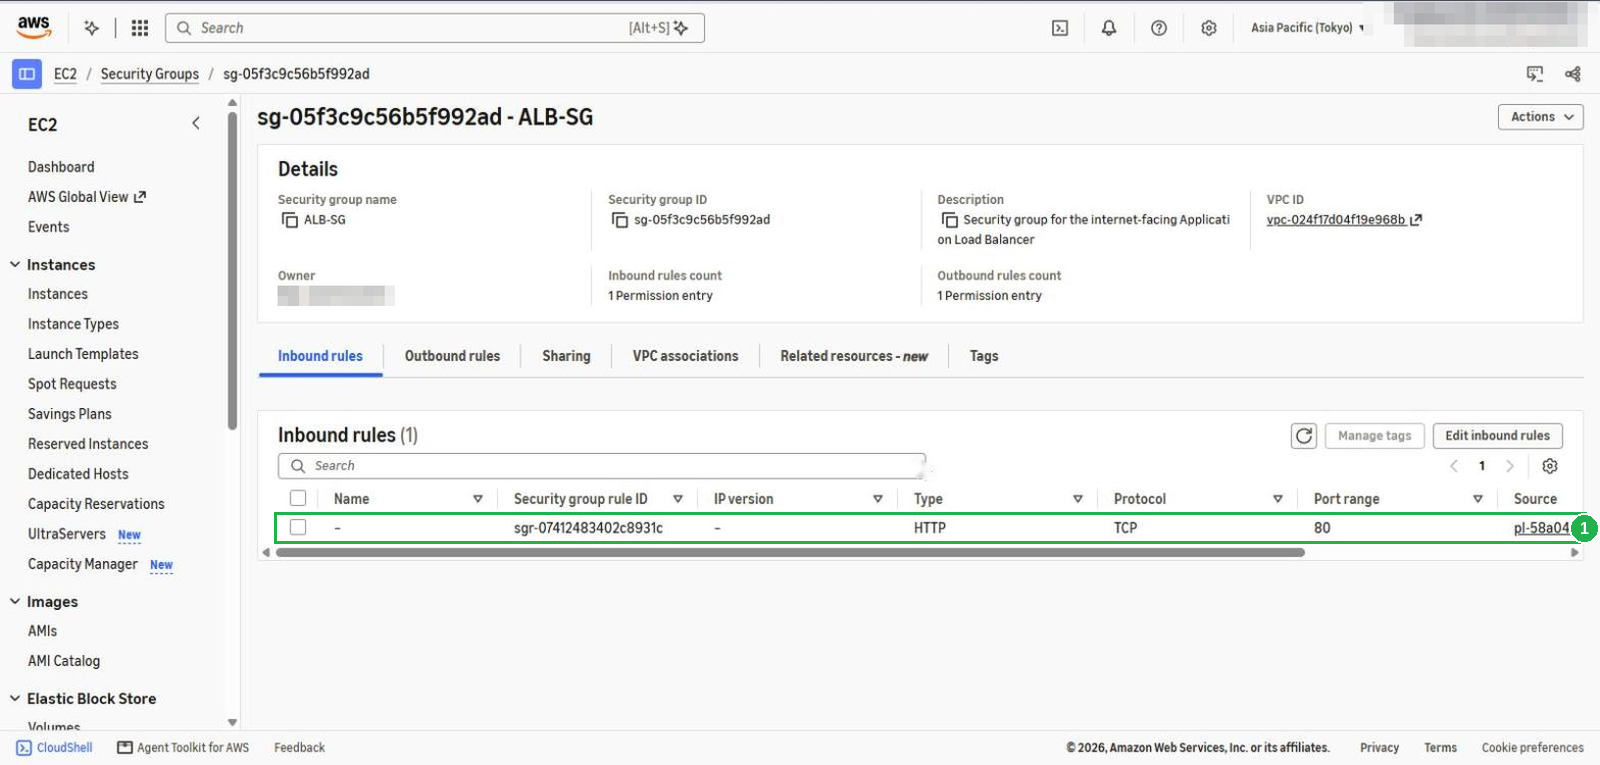 aws
Search
[Alt+S]
Asia Pacific (Tokyo)
EC2 / Security Groups / sg-05f3c9c56b5f992ad
EC2
Dashboard
AWS Global View
Events
Instances
Instances
Instance Types
Launch Templates
Spot Requests
Savings Plans
Reserved Instances
Dedicated Hosts
Capacity Reservations
UltraServers New
Capacity Manager New
Images
AMIs
AMI Catalog
Elastic Block Store
Volumes
sg-05f3c9c56b5f992ad - ALB-SG
Actions
Details
Security group name
ALB-SG
Security group ID
sg-05f3c9c56b5f992ad
Description
Security group for the internet-facing Applicati
on Load Balancer
VPC ID
vpc-024f17d04f19e968b
Owner
Inbound rules count
1 Permission entry
Outbound rules count
1 Permission entry
Inbound rules
Outbound rules
Sharing
VPC associations
Related resources - new
Tags
Inbound rules (1)
Manage tags
Edit inbound rules
Search
1
Name Security group rule ID IP version Type Protocol Port range Source
– sgr-07412483402c8931c – HTTP TCP 80 pl-58a04
1
CloudShell
Agent Toolkit for AWS
Feedback
© 2026, Amazon Web Services, Inc. or its affiliates.
Privacy
Terms
Cookie preferences